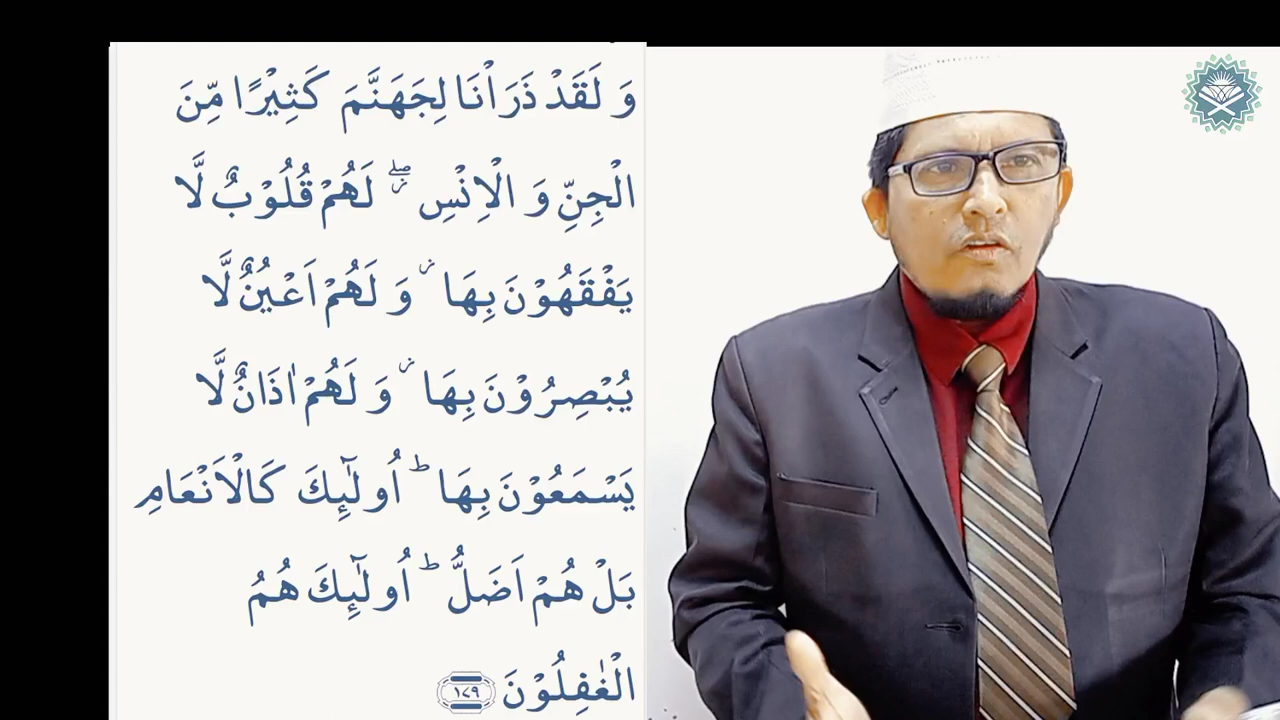 وَ لَقَدْ ذَرَاْنَا لِجَهَنَّمَ كَثِيْرًا مِّنَ
الْجِنِّ وَ الْاِنْسِ ۖ٘ لَهُمْ قُلُوْبٌ لَّا
يَفْقَهُوْنَ بِهَا ٘ وَ لَهُمْ اَعْيُنٌ لَّا
يُبْصِرُوْنَ بِهَا ٘ وَ لَهُمْ اٰذَانٌ لَّا
يَسْمَعُوْنَ بِهَا ؕ اُولٰٓىِٕكَ كَالْاَنْعَامِ
بَلْ هُمْ اَضَلُّ ؕ اُولٰٓىِٕكَ هُمُ
الْغٰفِلُوْنَ ١٧٩